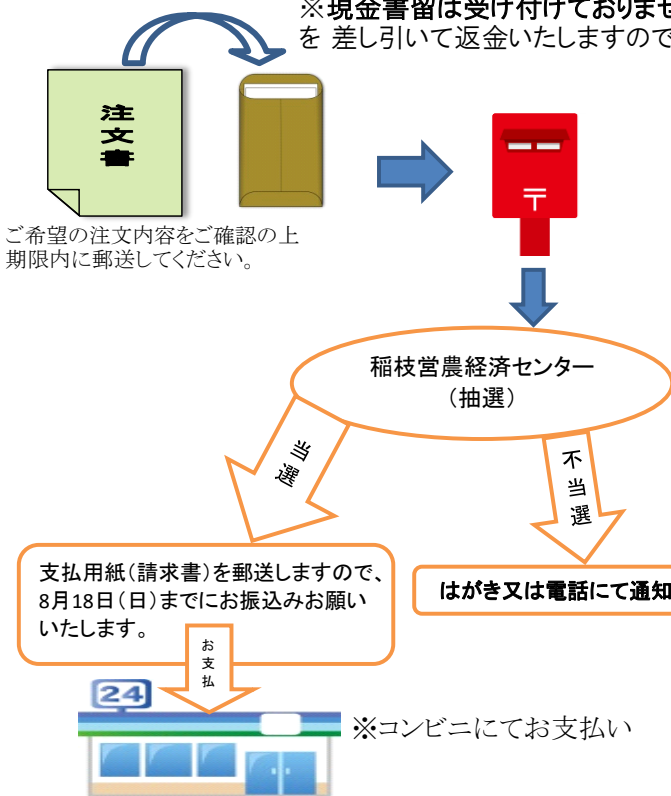 ※現金書留は受け付けておりませ
を 差し引いて返金いたしますので
注文書
〒
ご希望の注文内容をご確認の上
期限内に郵送してください。
稲枝営農経済センター
（抽選）
当選
不当選
支払用紙（請求書）を郵送しますので、
8月18日（日）までにお振込みお願い
いたします。
はがき又は電話にて通知
お支払
24
※コンビニにてお支払い